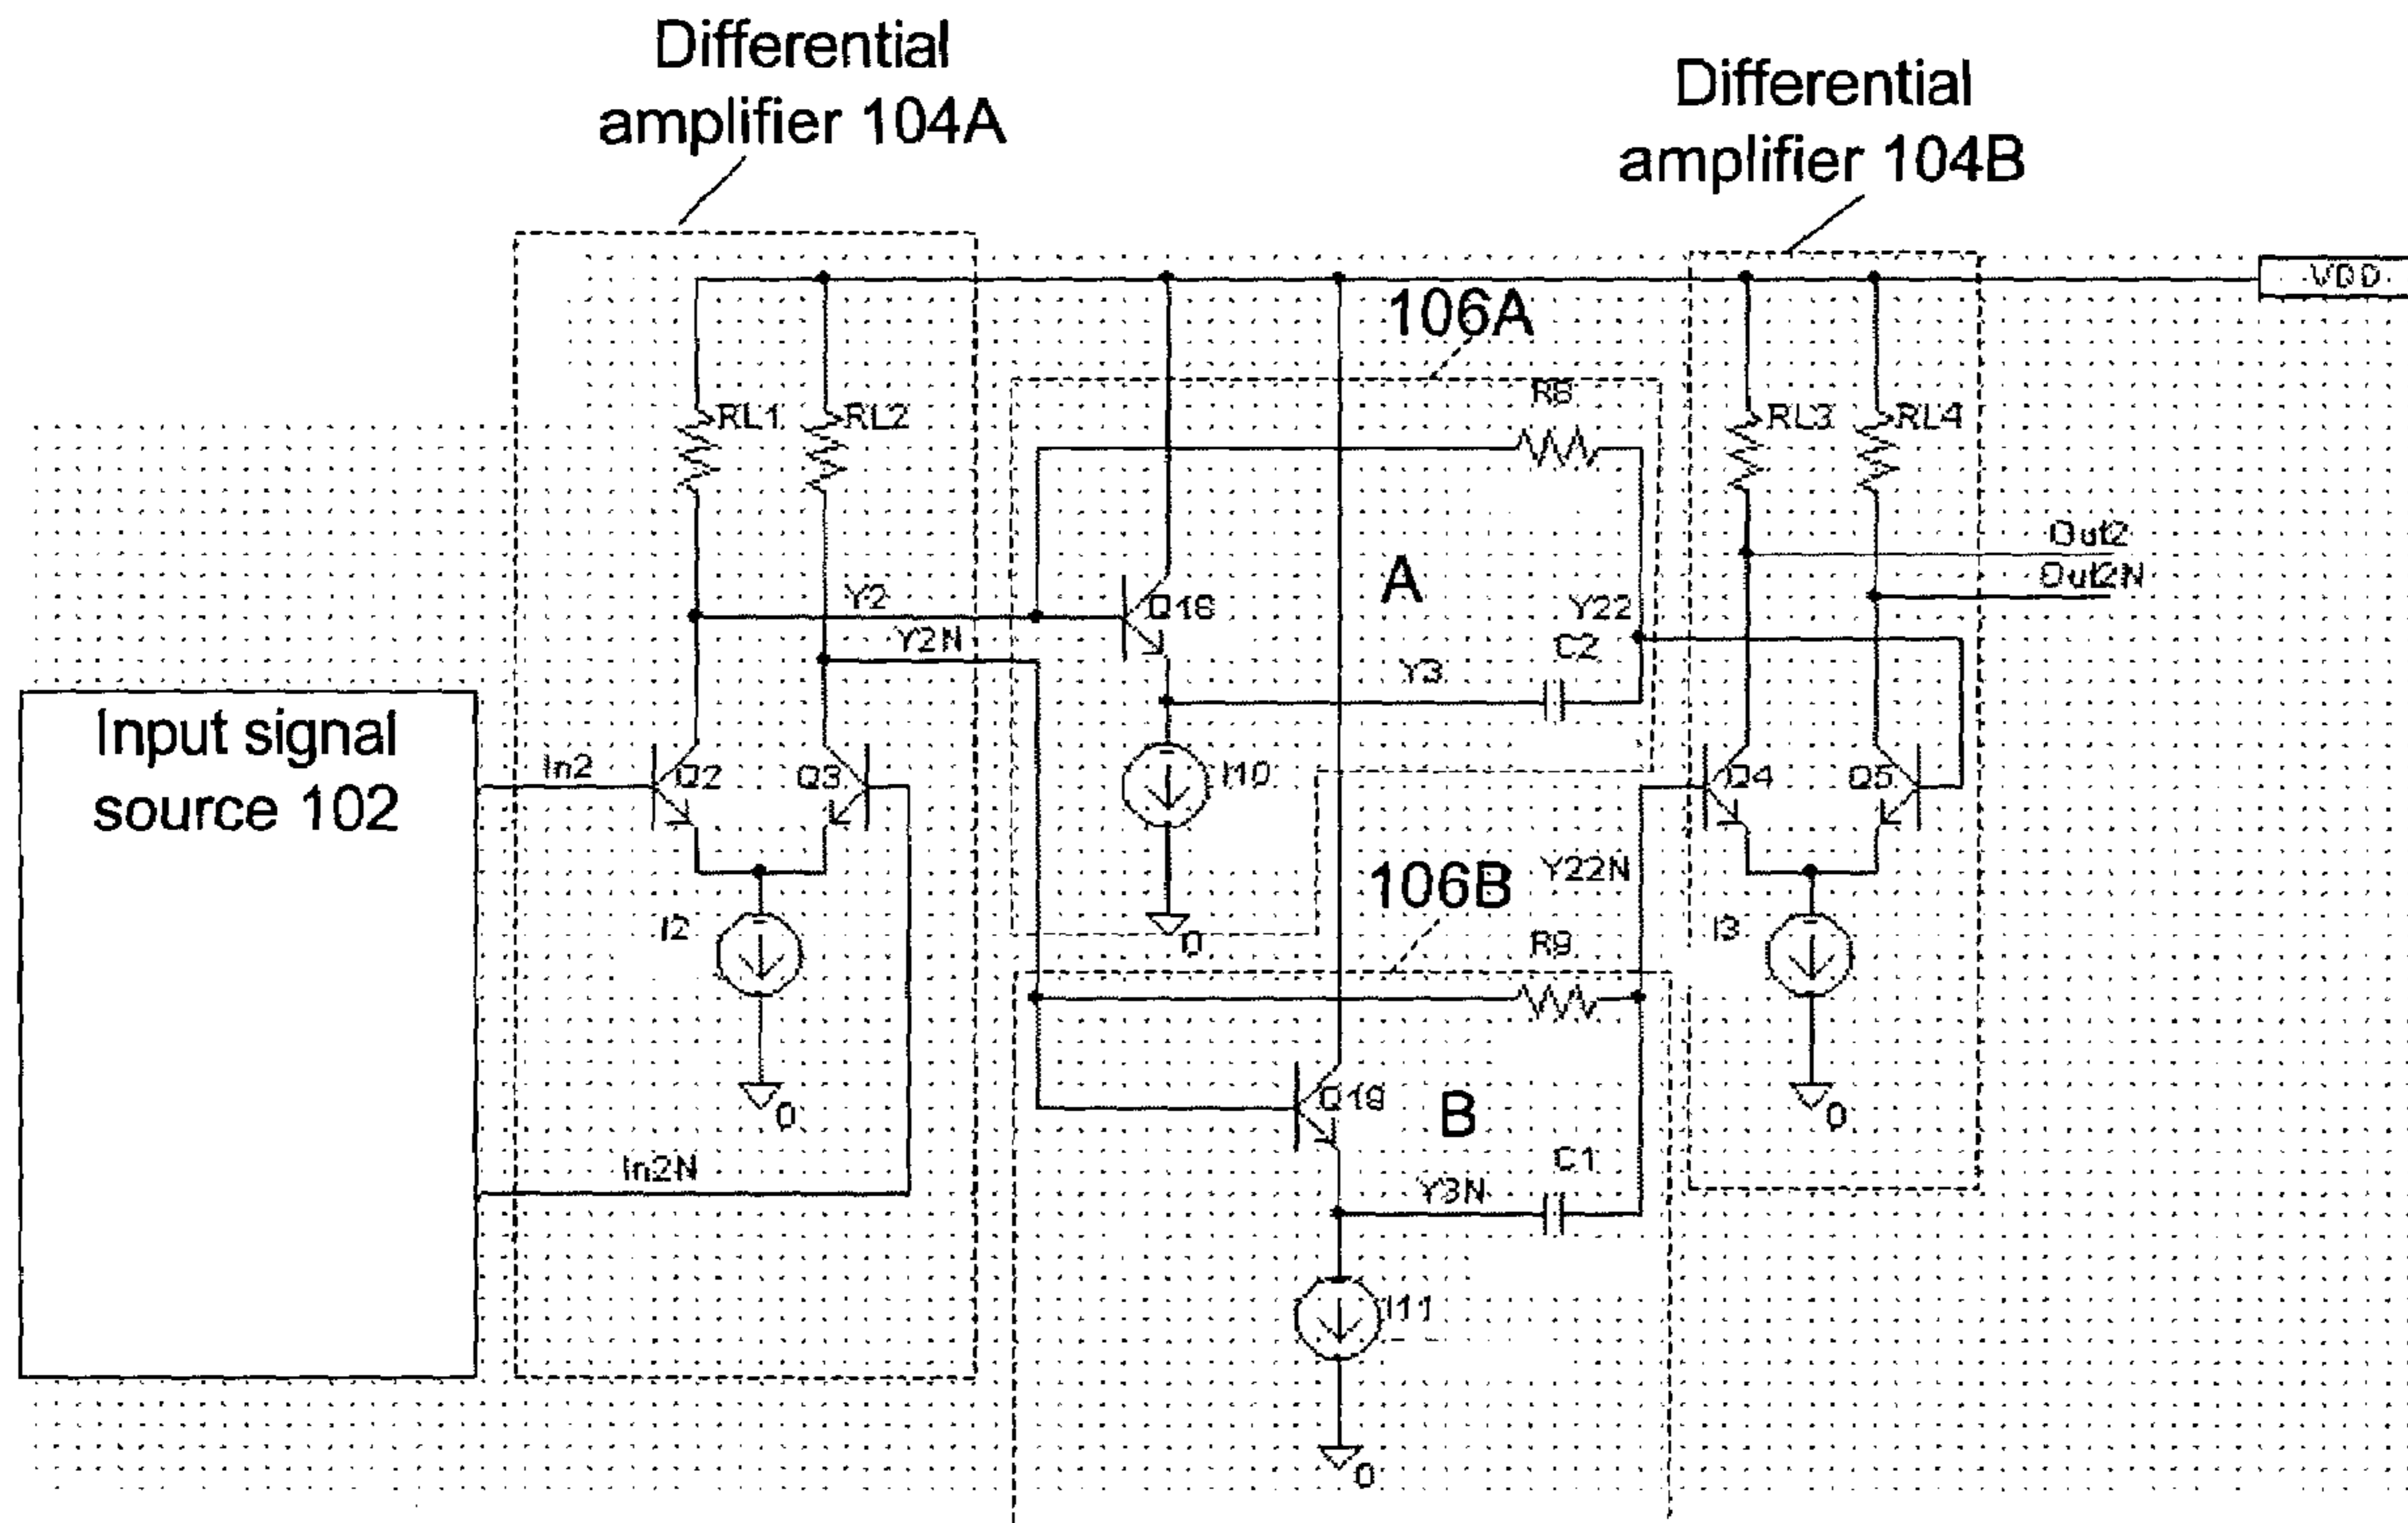 Differential
amplifier 104A
Differential
amplifier 104B
VDD
106A
RL1
RL2
RL3
RL4
Out2
Out2N
A
Y2
Y2N
Q18
Y22
C2
Y3
Input signal
source 102
In2
Q2
Q3
I10
Q4
Q5
106B
Y22N
I2
0
R9
I3
0
Q19
B
0
In2N
C1
Y3N
I11
0